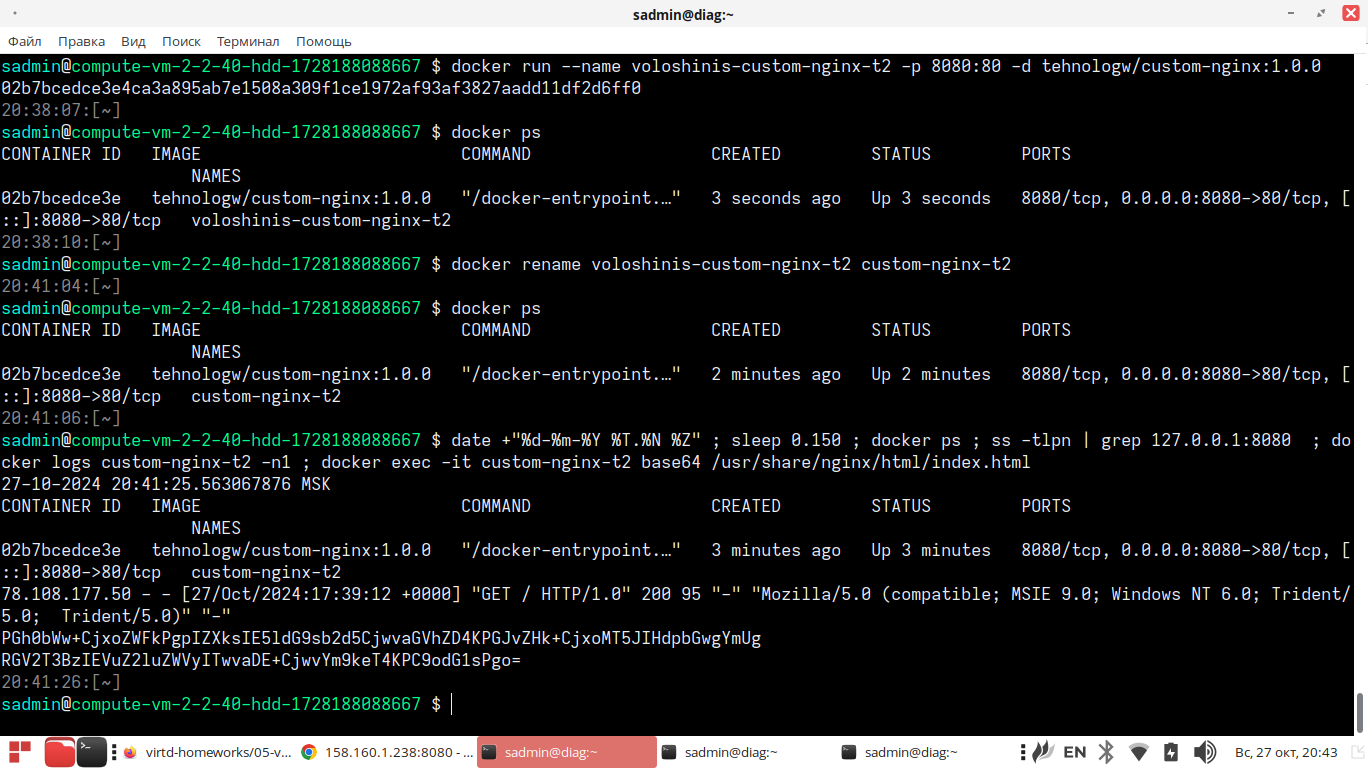 sadmin@diag:~
Файл Правка Вид Поиск Терминал Помощь
sadmin@compute-vm-2-2-40-hdd-1728188088667 $ docker run --name voloshinis-custom-nginx-t2 -p 8080:80 -d tehnologw/custom-nginx:1.0.0
02b7bcedce3e4ca3a895ab7e1508a309f1ce1972af93af3827aadd11df2d6ff0
20:38:07:[~]
sadmin@compute-vm-2-2-40-hdd-1728188088667 $ docker ps
CONTAINER ID   IMAGE                          COMMAND                  CREATED         STATUS         PORTS
                   NAMES
02b7bcedce3e   tehnologw/custom-nginx:1.0.0   "/docker-entrypoint.…"   3 seconds ago   Up 3 seconds   8080/tcp, 0.0.0.0:8080->80/tcp, [
::]:8080->80/tcp   voloshinis-custom-nginx-t2
20:38:10:[~]
sadmin@compute-vm-2-2-40-hdd-1728188088667 $ docker rename voloshinis-custom-nginx-t2 custom-nginx-t2
20:41:04:[~]
sadmin@compute-vm-2-2-40-hdd-1728188088667 $ docker ps
CONTAINER ID   IMAGE                          COMMAND                  CREATED         STATUS         PORTS
                   NAMES
02b7bcedce3e   tehnologw/custom-nginx:1.0.0   "/docker-entrypoint.…"   2 minutes ago   Up 2 minutes   8080/tcp, 0.0.0.0:8080->80/tcp, [
::]:8080->80/tcp   custom-nginx-t2
20:41:06:[~]
sadmin@compute-vm-2-2-40-hdd-1728188088667 $ date +"%d-%m-%Y %T.%N %Z" ; sleep 0.150 ; docker ps ; ss -tlpn | grep 127.0.0.1:8080  ; do
cker logs custom-nginx-t2 -n1 ; docker exec -it custom-nginx-t2 base64 /usr/share/nginx/html/index.html
27-10-2024 20:41:25.563067876 MSK
CONTAINER ID   IMAGE                          COMMAND                  CREATED         STATUS         PORTS
                   NAMES
02b7bcedce3e   tehnologw/custom-nginx:1.0.0   "/docker-entrypoint.…"   3 minutes ago   Up 3 minutes   8080/tcp, 0.0.0.0:8080->80/tcp, [
::]:8080->80/tcp   custom-nginx-t2
78.108.177.50 - - [27/Oct/2024:17:39:12 +0000] "GET / HTTP/1.0" 200 95 "-" "Mozilla/5.0 (compatible; MSIE 9.0; Windows NT 6.0; Trident/
5.0;  Trident/5.0)" "-"
PGh0bWw+CjxoZWFkPgpIZXksIE5ldG9sb2d5CjwvaGVhZD4KPGJvZHk+CjxoMT5JIHdpbGwgYmUg
RGV2T3BzIEVuZ2luZWVyITwvaDE+CjwvYm9keT4KPC9odG1sPgo=
20:41:26:[~]
sadmin@compute-vm-2-2-40-hdd-1728188088667 $
virtd-homeworks/05-v... 158.160.1.238:8080 - ... sadmin@diag:~ sadmin@diag:~ sadmin@diag:~ EN Вс, 27 окт, 20:43